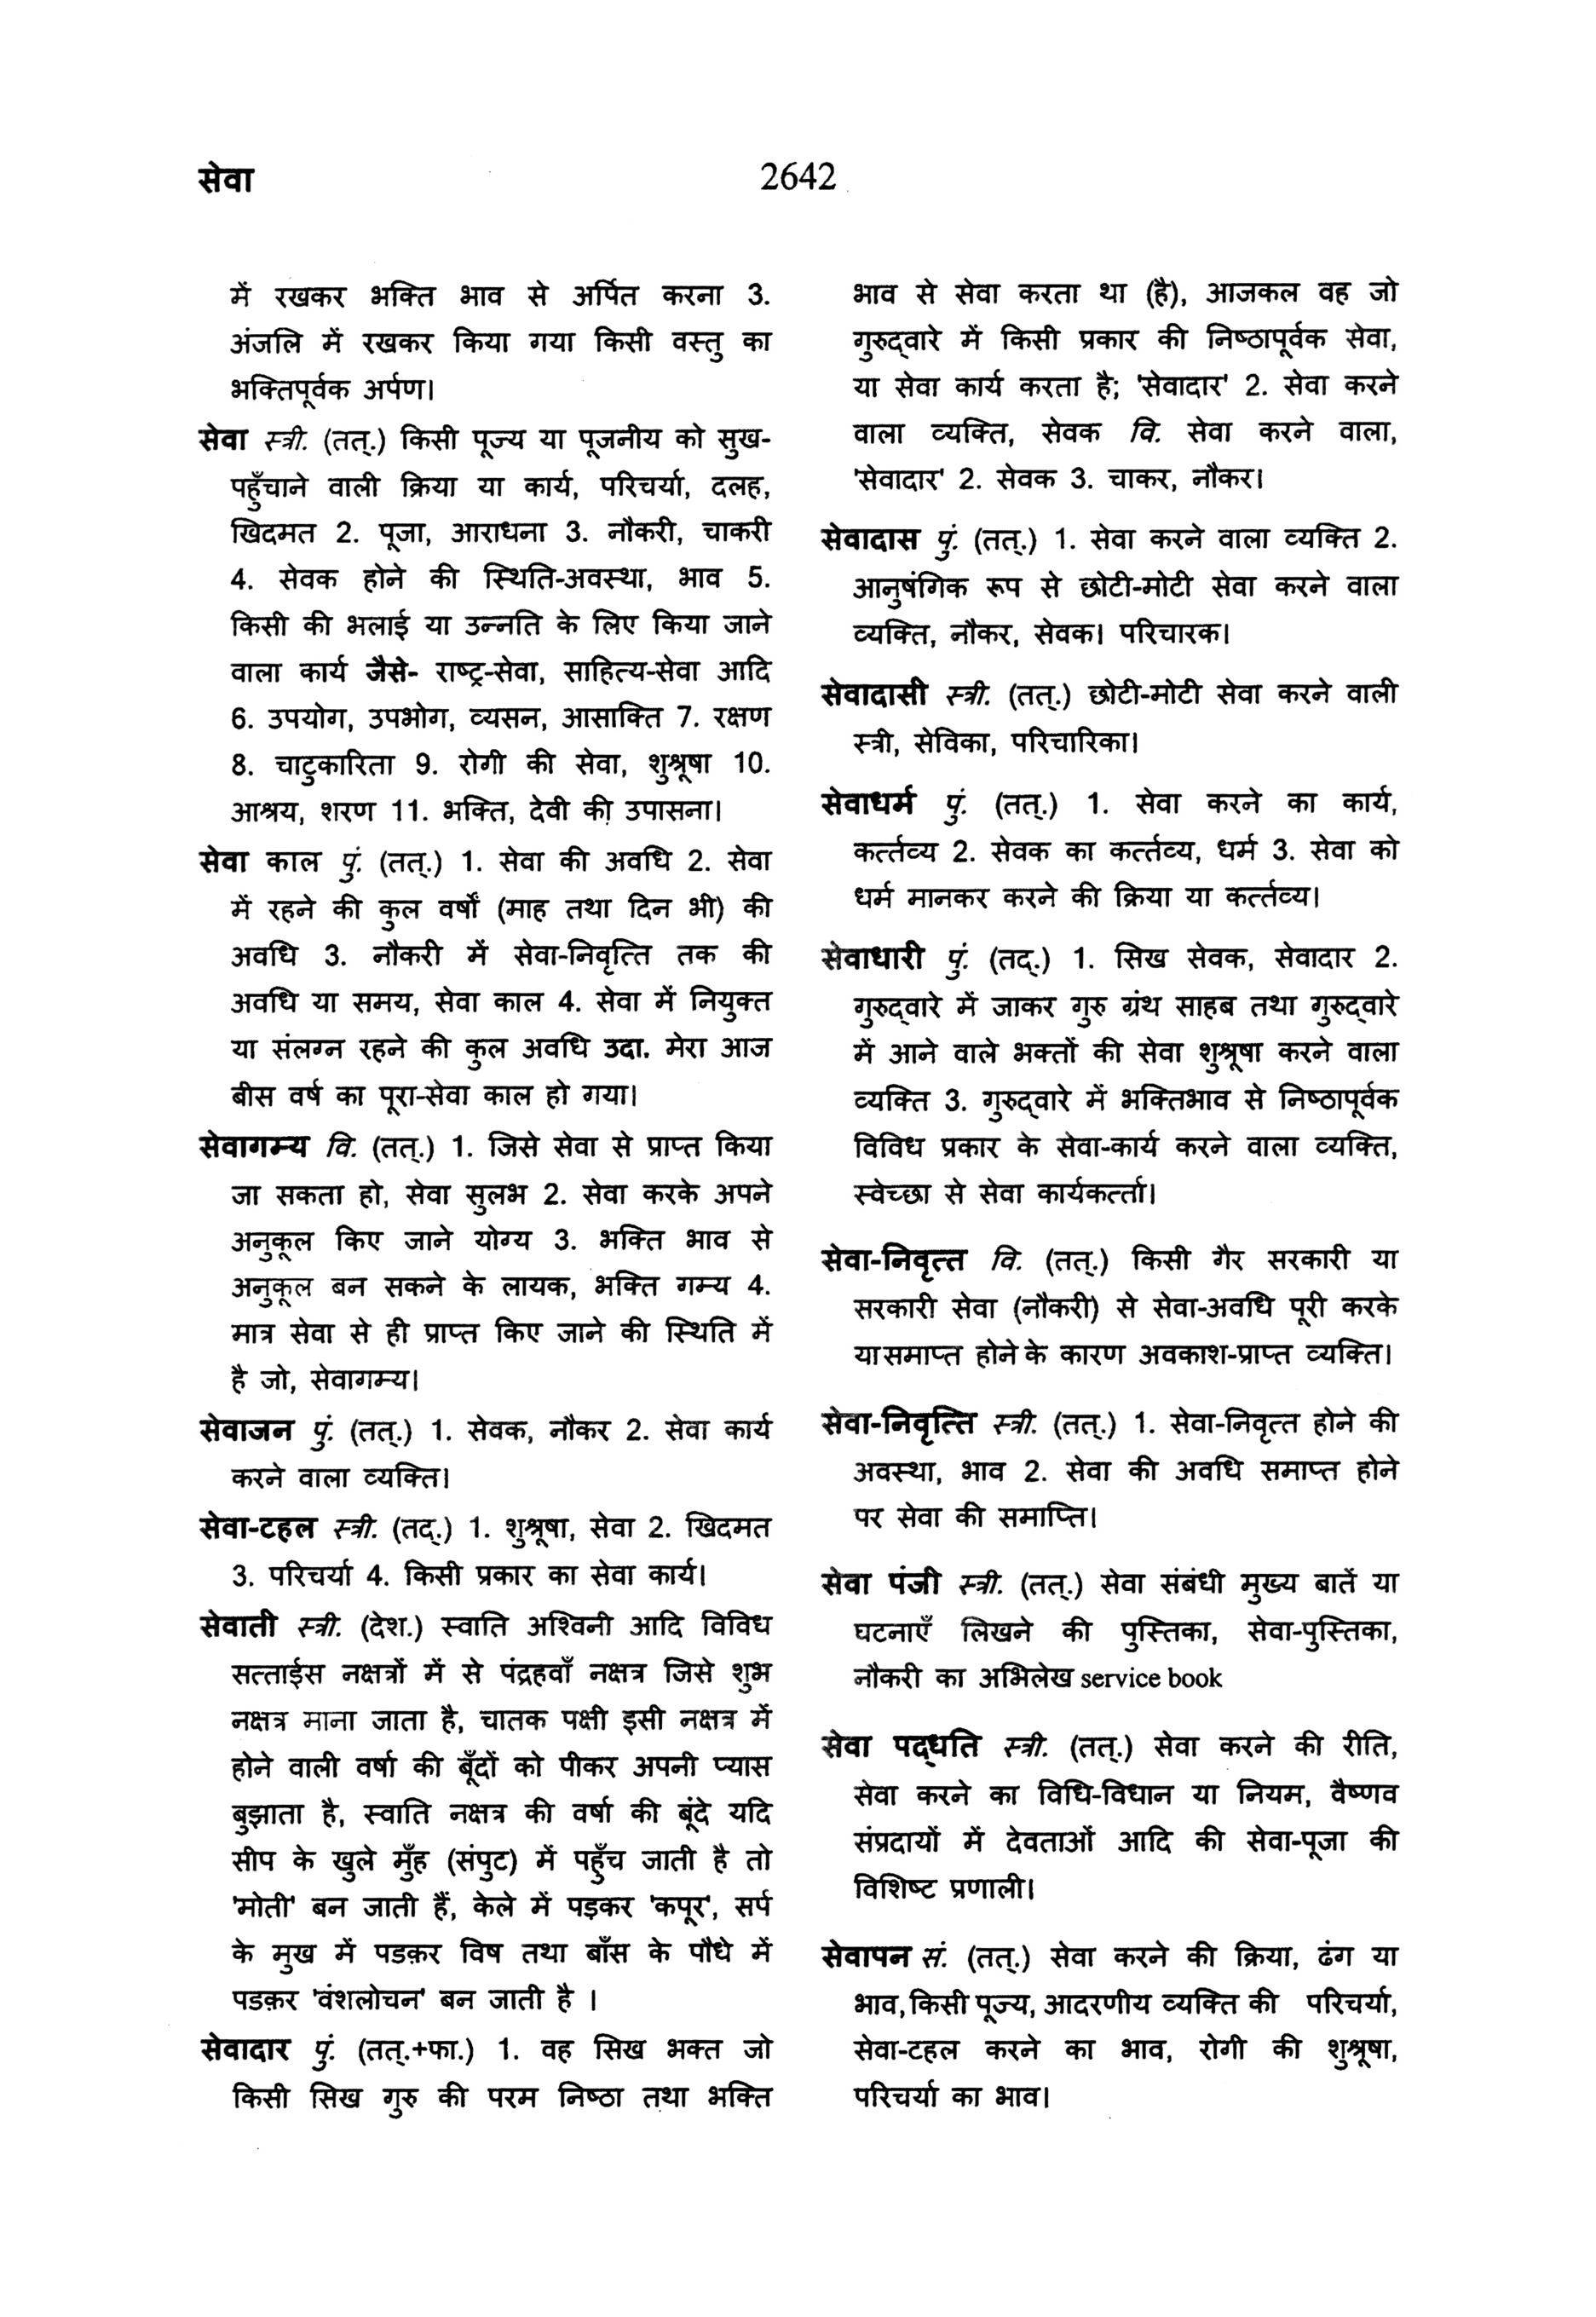 सेवा
2642
में रखकर भक्ति भाव से अर्पित करना 3.
अंजलि में रखकर किया गया किसी वस्तु का
भक्तिपूर्वक अर्पण।
सेवा स्त्री. (तत्.) किसी पूज्य या पूजनीय को सुख-
पहुँचाने वाली क्रिया या कार्य, परिचर्या, दलह,
खिदमत 2. पूजा, आराधना 3. नौकरी, चाकरी
4. सेवक होने की स्थिति-अवस्था, भाव 5.
किसी की भलाई या उन्नति के लिए किया जाने
वाला कार्य जैसे- राष्ट्र-सेवा, साहित्य-सेवा आदि
6. उपयोग, उपभोग, व्यसन, आसाक्ति 7. रक्षण
8. चाटुकारिता 9. रोगी की सेवा, शुश्रूषा 10.
आश्रय, शरण 11. भक्ति, देवी की उपासना।
सेवा काल पुं. (तत्.) 1. सेवा की अवधि 2. सेवा
में रहने की कुल वर्षों (माह तथा दिन भी) की
अवधि 3. नौकरी में सेवा-निवृत्ति तक की
अवधि या समय, सेवा काल 4. सेवा में नियुक्त
या संलग्न रहने की कुल अवधि उदा. मेरा आज
बीस वर्ष का पूरा-सेवा काल हो गया।
सेवागम्य वि. (तत्.) 1. जिसे सेवा से प्राप्त किया
जा सकता हो, सेवा सुलभ 2. सेवा करके अपने
अनुकूल किए जाने योग्य 3. भक्ति भाव से
अनुकूल बन सकने के लायक, भक्ति गम्य 4.
मात्र सेवा से ही प्राप्त किए जाने की स्थिति में
है जो, सेवागम्य।
सेवाजन पुं. (तत्.) 1. सेवक, नौकर 2. सेवा कार्य
करने वाला व्यक्ति।
सेवा-टहल स्त्री. (तद्.) 1. शुश्रूषा, सेवा 2. खिदमत
3. परिचर्या 4. किसी प्रकार का सेवा कार्य।
सेवाती स्त्री. (देश.) स्वाति अश्विनी आदि विविध
सत्ताईस नक्षत्रों में से पंद्रहवाँ नक्षत्र जिसे शुभ
नक्षत्र माना जाता है, चातक पक्षी इसी नक्षत्र में
होने वाली वर्षा की बूँदों को पीकर अपनी प्यास
बुझाता है, स्वाति नक्षत्र की वर्षा की बूंदे यदि
सीप के खुले मुँह (संपुट) में पहुँच जाती है तो
'मोती' बन जाती हैं, केले में पड़कर 'कपूर', सर्प
के मुख में पडक़र विष तथा बाँस के पौधे में
पडक़र 'वंशलोचन' बन जाती है ।
सेवादार पुं. (तत्.+फा.) 1. वह सिख भक्त जो
किसी सिख गुरु की परम निष्ठा तथा भक्ति
भाव से सेवा करता था (है), आजकल वह जो
गुरुद्वारे में किसी प्रकार की निष्ठापूर्वक सेवा,
या सेवा कार्य करता है; 'सेवादार' 2. सेवा करने
वाला व्यक्ति, सेवक वि. सेवा करने वाला,
'सेवादार' 2. सेवक 3. चाकर, नौकर।
सेवादास पुं. (तत्.) 1. सेवा करने वाला व्यक्ति 2.
आनुषंगिक रूप से छोटी-मोटी सेवा करने वाला
व्यक्ति, नौकर, सेवक। परिचारक।
सेवादासी स्त्री. (तत्.) छोटी-मोटी सेवा करने वाली
स्त्री, सेविका, परिचारिका।
सेवाधर्म पुं. (तत्.) 1. सेवा करने का कार्य,
कर्त्तव्य 2. सेवक का कर्त्तव्य, धर्म 3. सेवा को
धर्म मानकर करने की क्रिया या कर्त्तव्य।
सेवाधारी पुं. (तद्.) 1. सिख सेवक, सेवादार 2.
गुरुद्वारे में जाकर गुरु ग्रंथ साहब तथा गुरुद्वारे
में आने वाले भक्तों की सेवा शुश्रूषा करने वाला
व्यक्ति 3. गुरुद्वारे में भक्तिभाव से निष्ठापूर्वक
विविध प्रकार के सेवा-कार्य करने वाला व्यक्ति,
स्वेच्छा से सेवा कार्यकर्त्ता।
सेवा-निवृत्त वि. (तत्.) किसी गैर सरकारी या
सरकारी सेवा (नौकरी) से सेवा-अवधि पूरी करके
या समाप्त होने के कारण अवकाश-प्राप्त व्यक्ति।
सेवा-निवृत्ति स्त्री. (तत्.) 1. सेवा-निवृत्त होने की
अवस्था, भाव 2. सेवा की अवधि समाप्त होने
पर सेवा की समाप्ति।
सेवा पंजी स्त्री. (तत्.) सेवा संबंधी मुख्य बातें या
घटनाएँ लिखने की पुस्तिका, सेवा-पुस्तिका,
नौकरी का अभिलेख service book
सेवा पद्धति स्त्री. (तत्.) सेवा करने की रीति,
सेवा करने का विधि-विधान या नियम, वैष्णव
संप्रदायों में देवताओं आदि की सेवा-पूजा की
विशिष्ट प्रणाली।
सेवापन सं. (तत्.) सेवा करने की क्रिया, ढंग या
भाव, किसी पूज्य, आदरणीय व्यक्ति की परिचर्या,
सेवा-टहल करने का भाव, रोगी की शुश्रूषा,
परिचर्या का भाव।